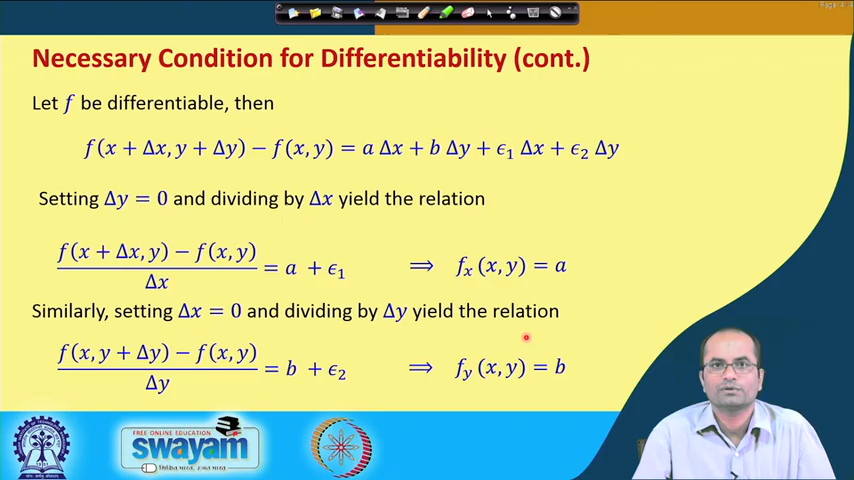 Necessary Condition for Differentiability (cont.)
Let f be differentiable, then
f(x + Δx, y + Δy) − f(x, y) = a Δx + b Δy + ϵ₁ Δx + ϵ₂ Δy
Setting Δy = 0 and dividing by Δx yield the relation
f(x + Δx, y) − f(x, y)
Δx
= a + ϵ₁ ⟹ fₓ (x, y) = a
Similarly, setting Δx = 0 and dividing by Δy yield the relation
f(x, y + Δy) − f(x, y)
Δy
= b + ϵ₂ ⟹ f_y (x, y) = b
FREE ONLINE EDUCATION
swayam